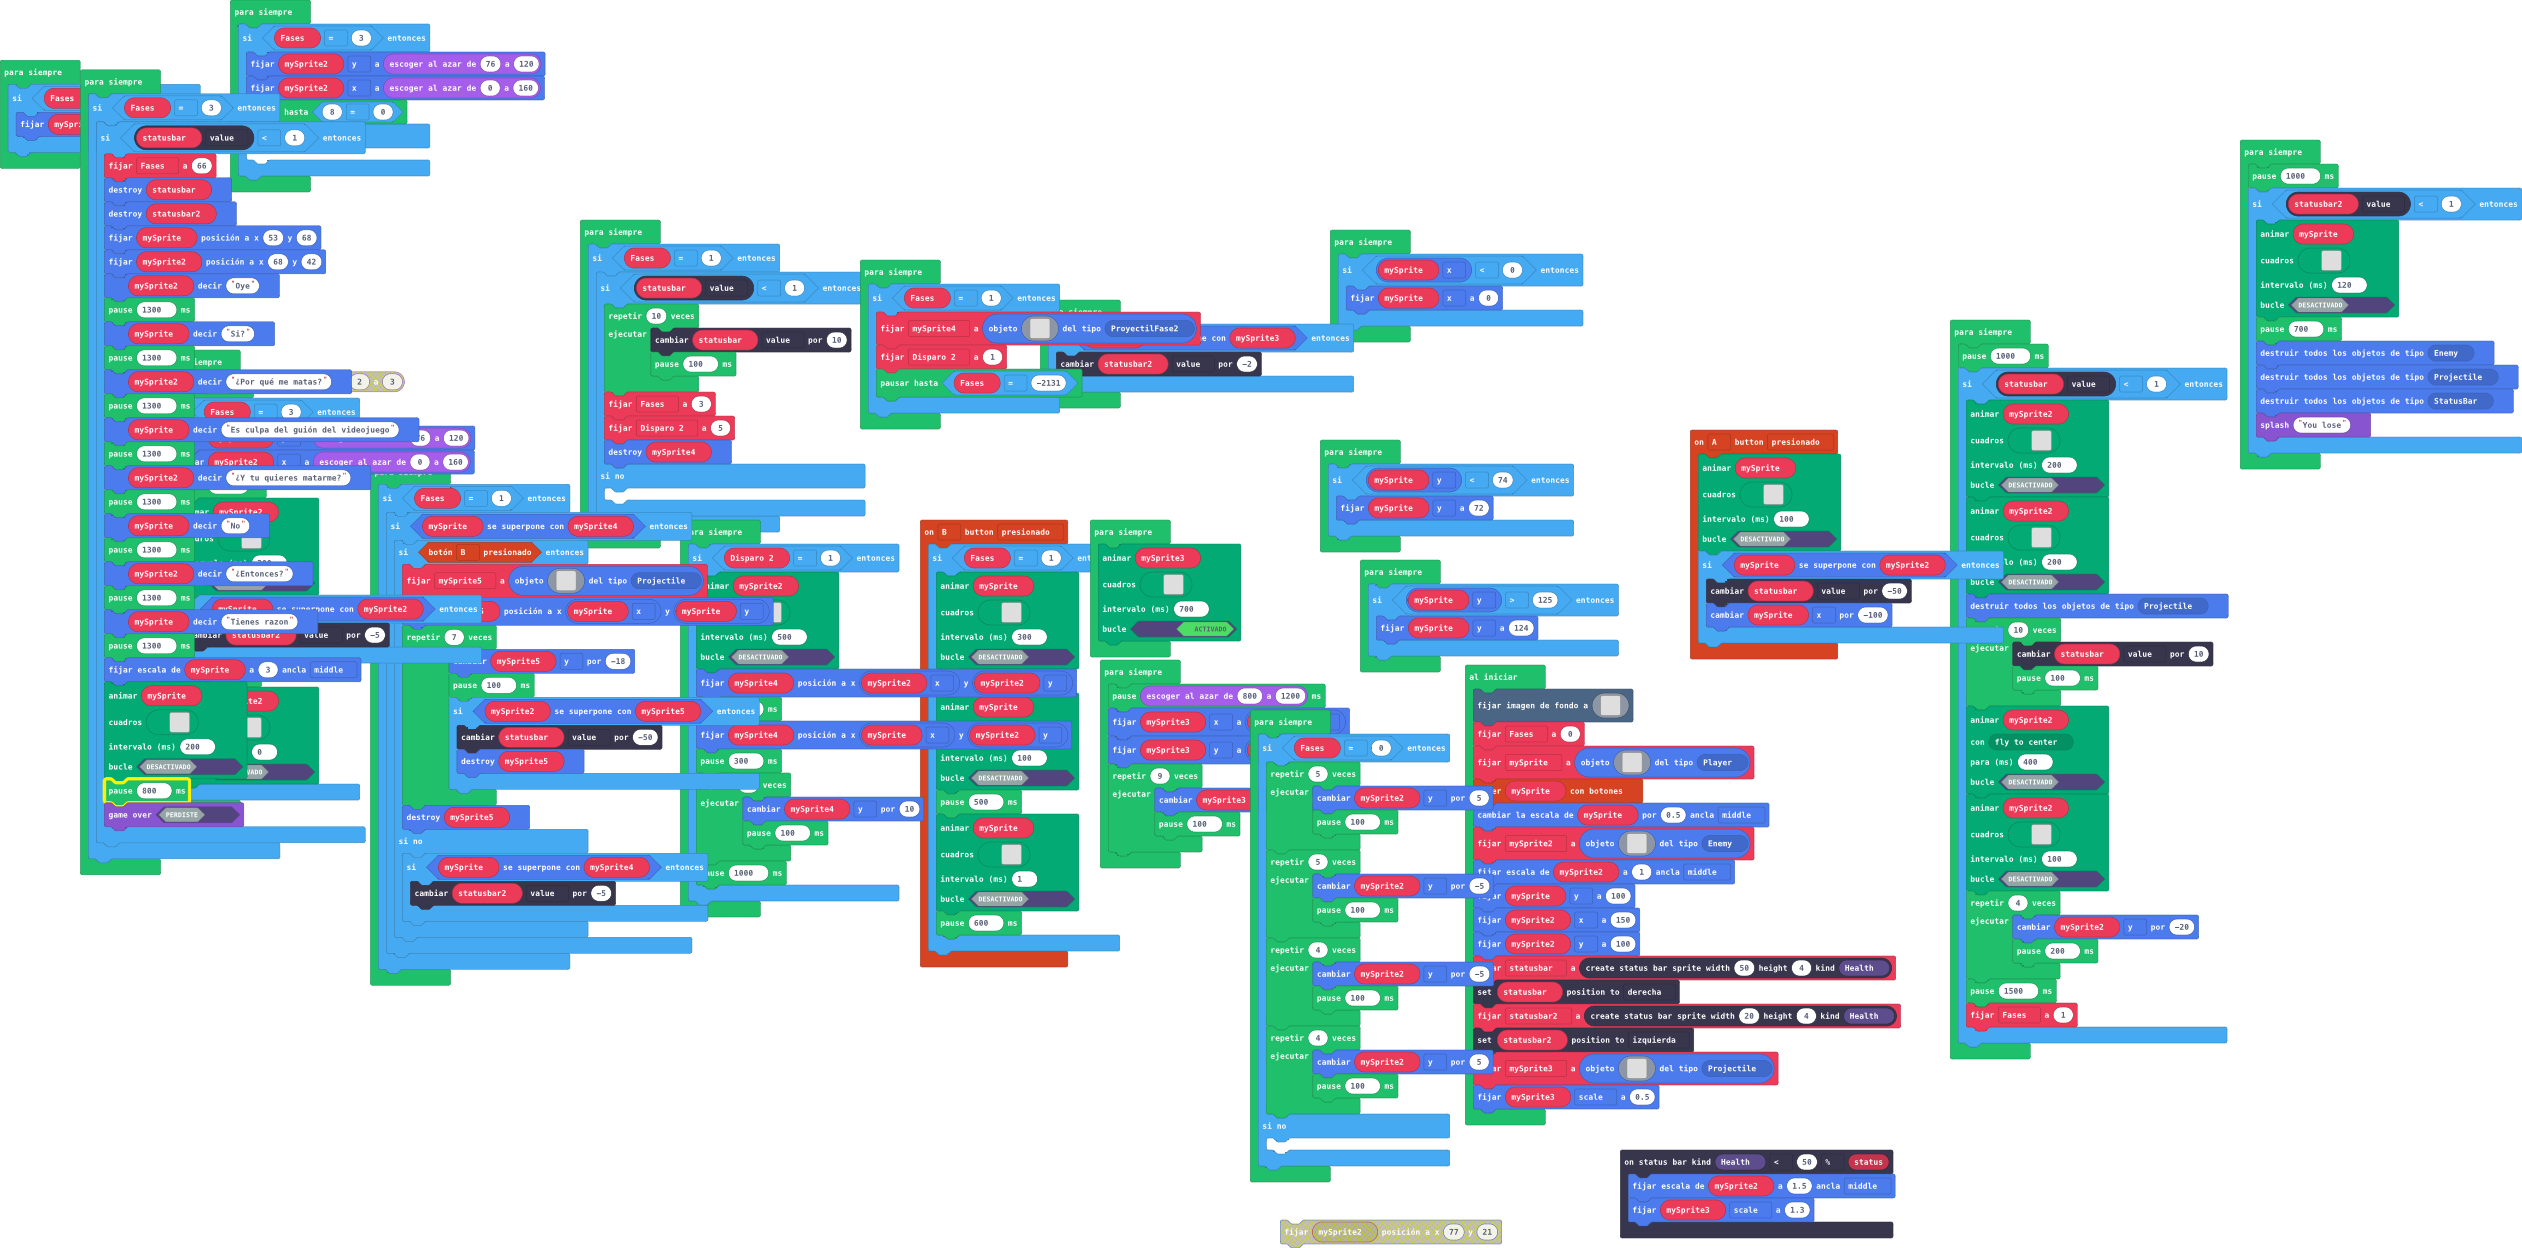 para siempre
si Fases = 3 entonces
fijar mySprite2 y a escoger al azar de 76 a 120
fijar mySprite2 x a escoger al azar de 0 a 160
hasta 8 = 0
para siempre
si Fases
fijar
para siempre
si Fases = 3 entonces
si statusbar value < 1 entonces
fijar Fases a 66
destroy statusbar
destroy statusbar2
fijar mySprite posición a x 53 y 68
fijar mySprite2 posición a x 68 y 42
mySprite2 decir "Oye"
pause 1300 ms
mySprite decir "Si?"
pause 1300 ms
mySprite2 decir "¿Por qué me matas?"
pause 1300 ms
mySprite decir "Es culpa del guión del videojuego"
pause 1300 ms
mySprite2 decir "¿Y tu quieres matarme?"
pause 1300 ms
mySprite decir "No"
pause 1300 ms
mySprite2 decir "¿Entonces?"
pause 1300 ms
mySprite decir "Tienes razon"
pause 1300 ms
fijar escala de mySprite a 3 ancla middle
animar mySprite
cuadros
intervalo (ms) 200
bucle DESACTIVADO
pause 800 ms
game over PERDISTE
2 a 3
Fases = 3 entonces
a 120
mySprite2 x a escoger al azar de 0 a 160
mySprite2
mySprite se superpone con mySprite2 entonces
cambiar statusbar2 value por -5
para siempre
si Fases = 1 entonces
si mySprite se superpone con mySprite4 entonces
si botón B presionado entonces
fijar mySprite5 a objeto del tipo Projectile
posición a x mySprite x y mySprite y
repetir 7 veces
mySprite5 y por -18
pause 100 ms
si mySprite2 se superpone con mySprite5 entonces
cambiar statusbar value por -50
destroy mySprite5
destroy mySprite5
si no
si mySprite se superpone con mySprite4 entonces
cambiar statusbar2 value por -5
para siempre
si Fases = 1 entonces
si statusbar value < 1 entonces
repetir 10 veces
ejecutar cambiar statusbar value por 10
pause 100 ms
fijar Fases a 3
fijar Disparo 2 a 5
destroy mySprite4
si no
para siempre
si Disparo 2 = 1 entonces
animar mySprite2
intervalo (ms) 500
bucle DESACTIVADO
fijar mySprite4 posición a x mySprite2 x y mySprite2 y
ms
fijar mySprite4 posición a x mySprite x y mySprite2 y
pause 300 ms
veces
ejecutar cambiar mySprite4 y por 10
pause 100 ms
pause 1000 ms
para siempre
si Fases = 1 entonces
fijar mySprite4 a objeto del tipo ProyectilFase2
fijar Disparo 2 a 1
pausar hasta Fases = -2131
con mySprite3 entonces
cambiar statusbar2 value por -2
on B button presionado
si Fases = 1
animar mySprite
cuadros
intervalo (ms) 300
bucle DESACTIVADO
animar mySprite
intervalo (ms) 100
bucle DESACTIVADO
pause 500 ms
animar mySprite
cuadros
intervalo (ms) 1
bucle DESACTIVADO
pause 600 ms
para siempre
animar mySprite3
cuadros
intervalo (ms) 700
bucle ACTIVADO
para siempre
pause escoger al azar de 800 a 1200 ms
fijar mySprite3 x a
fijar mySprite3 y a
repetir 9 veces
ejecutar cambiar mySprite3
pause 100 ms
para siempre
si Fases = 0 entonces
repetir 5 veces
ejecutar cambiar mySprite2 y por 5
pause 100 ms
repetir 5 veces
ejecutar cambiar mySprite2 y por -5
pause 100 ms
repetir 4 veces
ejecutar cambiar mySprite2 y por -5
pause 100 ms
repetir 4 veces
ejecutar cambiar mySprite2 y por 5
pause 100 ms
si no
para siempre
si mySprite x < 0 entonces
fijar mySprite x a 0
para siempre
si mySprite y < 74 entonces
fijar mySprite y a 72
para siempre
si mySprite y > 125 entonces
fijar mySprite y a 124
al iniciar
fijar imagen de fondo a
fijar Fases a 0
fijar mySprite a objeto del tipo Player
mySprite con botones
cambiar la escala de mySprite por 0.5 ancla middle
fijar mySprite2 a objeto del tipo Enemy
fijar escala de mySprite2 a 1 ancla middle
mySprite y a 100
fijar mySprite2 x a 150
fijar mySprite2 y a 100
statusbar a create status bar sprite width 50 height 4 kind Health
set statusbar position to derecha
fijar statusbar2 a create status bar sprite width 20 height 4 kind Health
set statusbar2 position to izquierda
mySprite3 a objeto del tipo Projectile
fijar mySprite3 scale a 0.5
on A button presionado
animar mySprite
cuadros
intervalo (ms) 100
bucle DESACTIVADO
si mySprite se superpone con mySprite2 entonces
cambiar statusbar value por -50
cambiar mySprite x por -100
para siempre
pause 1000 ms
si statusbar value < 1 entonces
animar mySprite2
cuadros
intervalo (ms) 200
bucle DESACTIVADO
animar mySprite2
cuadros
200
bucle DESACTIVADO
destruir todos los objetos de tipo Projectile
10 veces
ejecutar cambiar statusbar value por 10
pause 100 ms
animar mySprite2
con fly to center
para (ms) 400
bucle DESACTIVADO
animar mySprite2
cuadros
intervalo (ms) 100
bucle DESACTIVADO
repetir 4 veces
ejecutar cambiar mySprite2 y por -20
pause 200 ms
pause 1500 ms
fijar Fases a 1
para siempre
pause 1000 ms
si statusbar2 value < 1 entonces
animar mySprite
cuadros
intervalo (ms) 120
bucle DESACTIVADO
pause 700 ms
destruir todos los objetos de tipo Enemy
destruir todos los objetos de tipo Projectile
destruir todos los objetos de tipo StatusBar
splash "You lose"
on status bar kind Health < 50 % status
fijar escala de mySprite2 a 1.5 ancla middle
fijar mySprite3 scale a 1.3
fijar mySprite2 posición a x 77 y 21